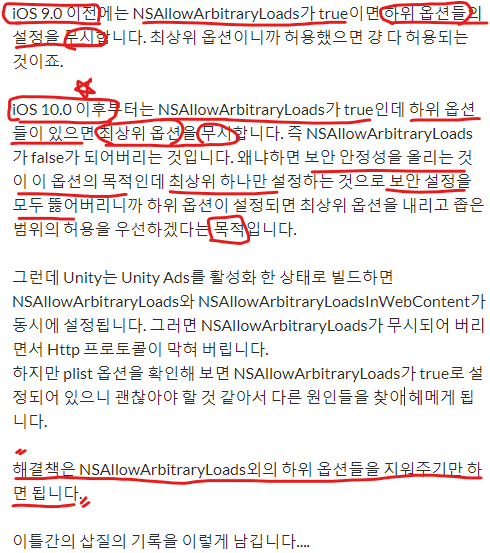 iOS 9.0 이전에는 NSAllowArbitraryLoads가 true이면 하위 옵션들의
설정을 무시합니다. 최상위 옵션이니까 허용했으면 걍 다 허용되는
것이죠.
iOS 10.0 이후부터는 NSAllowArbitraryLoads가 true인데 하위 옵션
들이 있으면 최상위 옵션을 무시합니다. 즉 NSAllowArbitraryLoads
가 false가 되어버리는 것입니다. 왜냐하면 보안 안정성을 올리는 것
이 이 옵션의 목적인데 최상위 하나만 설정하는 것으로 보안 설정을
모두 뚫어버리니까 하위 옵션이 설정되면 최상위 옵션을 내리고 좁은
범위의 허용을 우선하겠다는 목적입니다.
그런데 Unity는 Unity Ads를 활성화 한 상태로 빌드하면
NSAllowArbitraryLoads와 NSAllowArbitraryLoadsInWebContent가
동시에 설정됩니다. 그러면 NSAllowArbitraryLoads가 무시되어 버리
면서 Http 프로토콜이 막혀 버립니다.
하지만 plist 옵션을 확인해 보면 NSAllowArbitraryLoads가 true로 설
정되어 있으니 괜찮아야 할 것 같아서 다른 원인들을 찾아헤메게 됩
니다.
해결책은 NSAllowArbitraryLoads외의 하위 옵션들을 지워주기만 하
면 됩니다.
이틀간의 삽질의 기록을 이렇게 남깁니다....